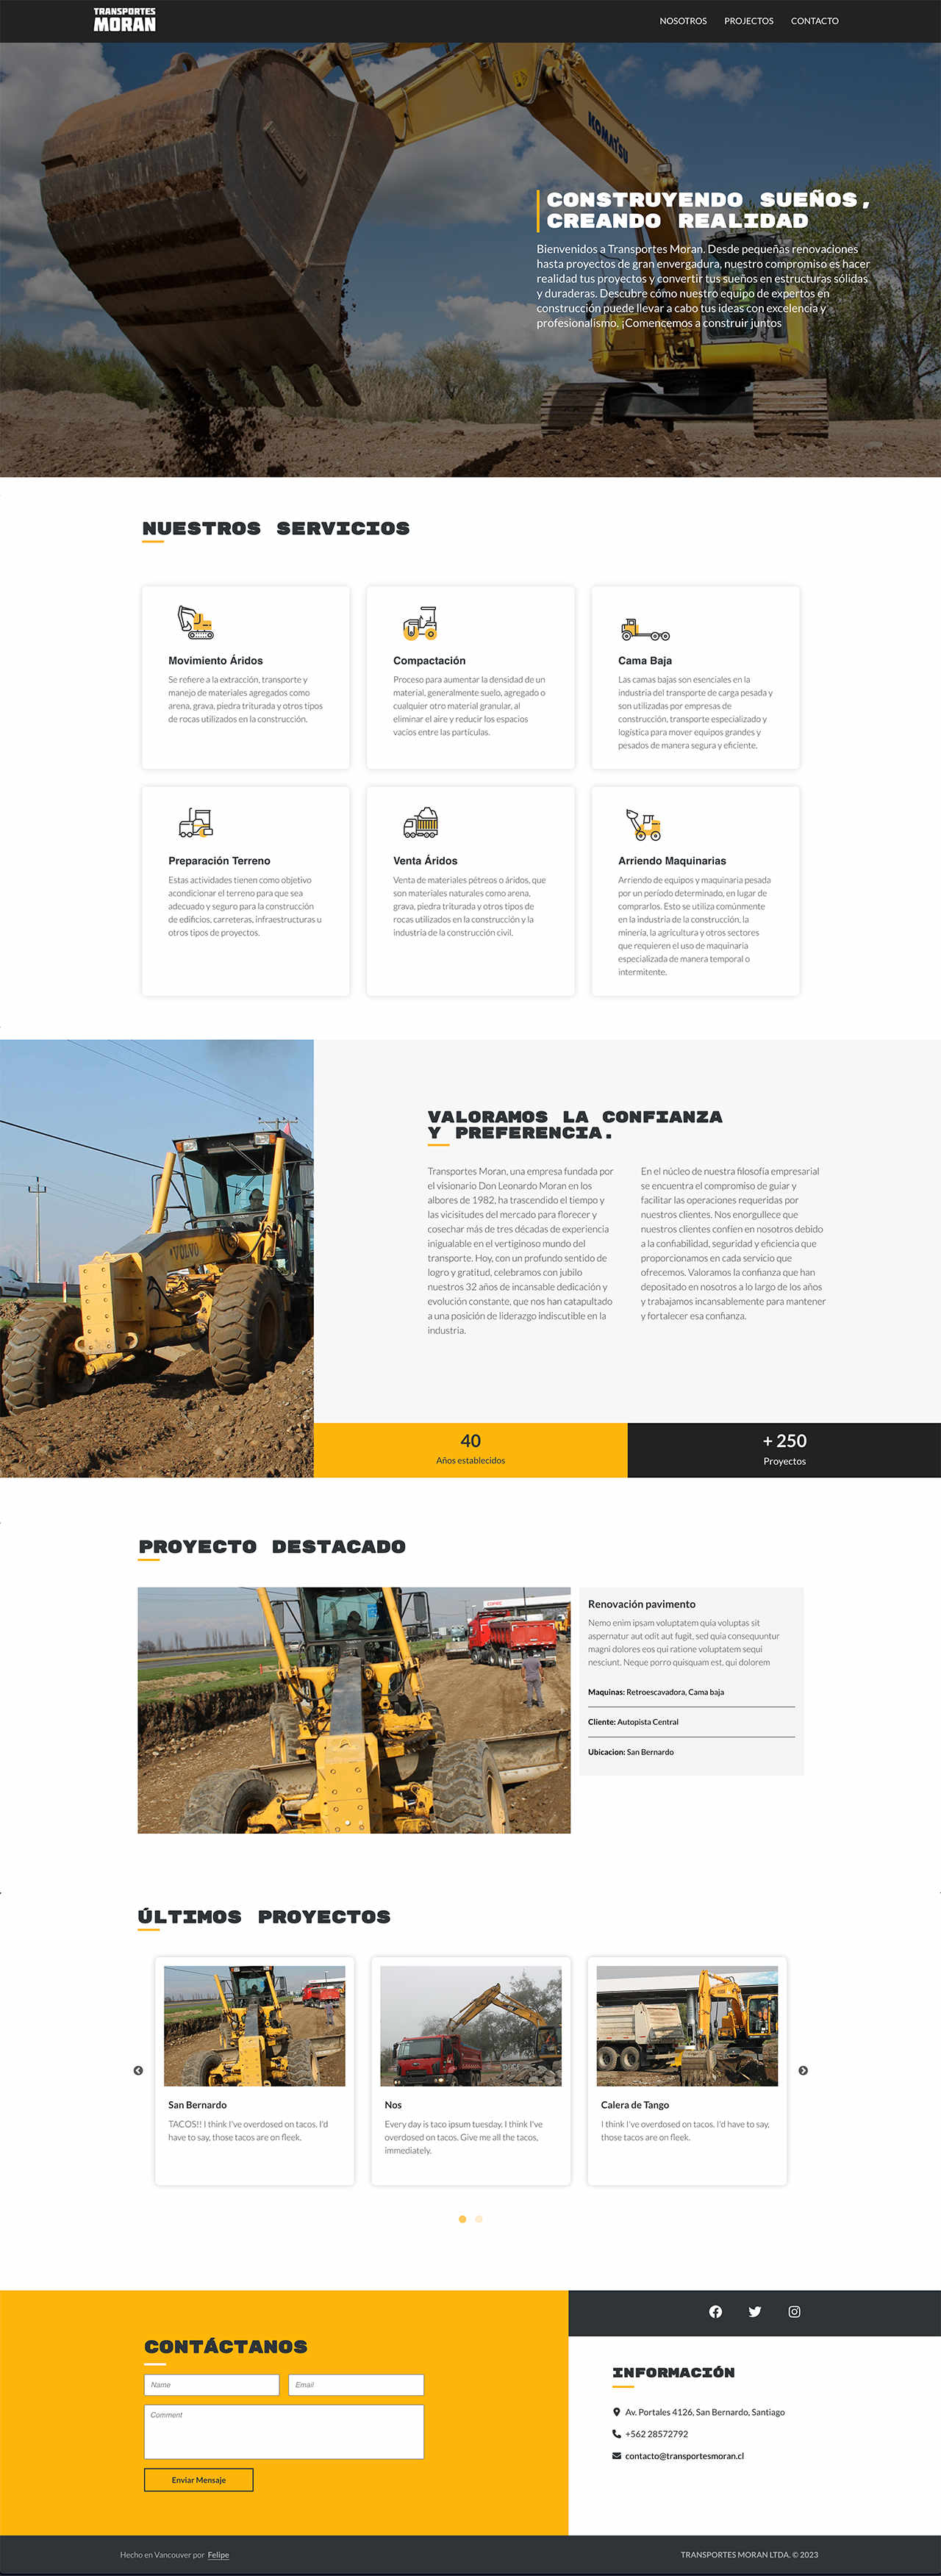 TRANSPORTES
MORAN
NOSOTROS PROJECTOS CONTACTO
KOMATSU
CONSTRUYENDO SUEÑOS,
CREANDO REALIDAD
Bienvenidos a Transportes Moran. Desde pequeñas renovaciones
hasta proyectos de gran envergadura, nuestro compromiso es hacer
realidad tus proyectos y convertir tus sueños en estructuras sólidas
y duraderas. Descubre cómo nuestro equipo de expertos en
construcción puede llevar a cabo tus ideas con excelencia y
profesionalismo. ¡Comencemos a construir juntos
NUESTROS SERVICIOS
Movimiento Áridos
Se refiere a la extracción, transporte y
manejo de materiales agregados como
arena, grava, piedra triturada y otros tipos
de rocas utilizados en la construcción.
Compactación
Proceso para aumentar la densidad de un
material, generalmente suelo, agregado o
cualquier otro material granular, al
eliminar el aire y reducir los espacios
vacíos entre las partículas.
Cama Baja
Las camas bajas son esenciales en la
industria del transporte de carga pesada y
son utilizadas por empresas de
construcción, transporte especializado y
logística para mover equipos grandes y
pesados de manera segura y eficiente.
Preparación Terreno
Estas actividades tienen como objetivo
acondicionar el terreno para que sea
adecuado y seguro para la construcción
de edificios, carreteras, infraestructuras u
otros tipos de proyectos.
Venta Áridos
Venta de materiales pétreos o áridos, que
son materiales naturales como arena,
grava, piedra triturada y otros tipos de
rocas utilizados en la construcción y la
industria de la construcción civil.
Arriendo Maquinarias
Arriendo de equipos y maquinaria pesada
por un período determinado, en lugar de
comprarlos. Esto se utiliza comúnmente
en la industria de la construcción, la
minería, la agricultura y otros sectores
que requieren el uso de maquinaria
especializada de manera temporal o
intermitente.
VOLVO
VALORAMOS LA CONFIANZA
Y PREFERENCIA.
Transportes Moran, una empresa fundada por
el visionario Don Leonardo Moran en los
albores de 1982, ha trascendido el tiempo y
las vicisitudes del mercado para florecer y
cosechar más de tres décadas de experiencia
inigualable en el vertiginoso mundo del
transporte. Hoy, con un profundo sentido de
logro y gratitud, celebramos con júbilo
nuestros 32 años de incansable dedicación y
evolución constante, que nos han catapultado
a una posición de liderazgo indiscutible en la
industria.
En el núcleo de nuestra filosofía empresarial
se encuentra el compromiso de guiar y
facilitar las operaciones requeridas por
nuestros clientes. Nos enorgullece que
nuestros clientes confíen en nosotros debido
a la confiabilidad, seguridad y eficiencia que
proporcionamos en cada servicio que
ofrecemos. Valoramos la confianza que han
depositado en nosotros a lo largo de los años
y trabajamos incansablemente para mantener
y fortalecer esa confianza.
40
Años establecidos
+ 250
Proyectos
PROYECTO DESTACADO
Renovación pavimento
Nemo enim ipsam voluptatem quia voluptas sit
aspernatur aut odit aut fugit, sed quia consequuntur
magni dolores eos qui ratione voluptatem sequi
nesciunt. Neque porro quisquam est, qui dolorem
Maquinas: Retroescavadora, Cama baja
Cliente: Autopista Central
Ubicacion: San Bernardo
ÚLTIMOS PROYECTOS
San Bernardo
TACOS!! I think I've overdosed on tacos. I'd
have to say, those tacos are on fleek.
Nos
Every day is taco ipsum tuesday. I think I've
overdosed on tacos. Give me all the tacos,
immediately.
Calera de Tango
I think I've overdosed on tacos. I'd have to say,
those tacos are on fleek.
CONTÁCTANOS
Name
Email
Comment
Enviar Mensaje
INFORMACIÓN
Av. Portales 4126, San Bernardo, Santiago
+562 28572792
contacto@transportesmoran.cl
Hecho en Vancouver por Felipe
TRANSPORTES MORAN LTDA. © 2023